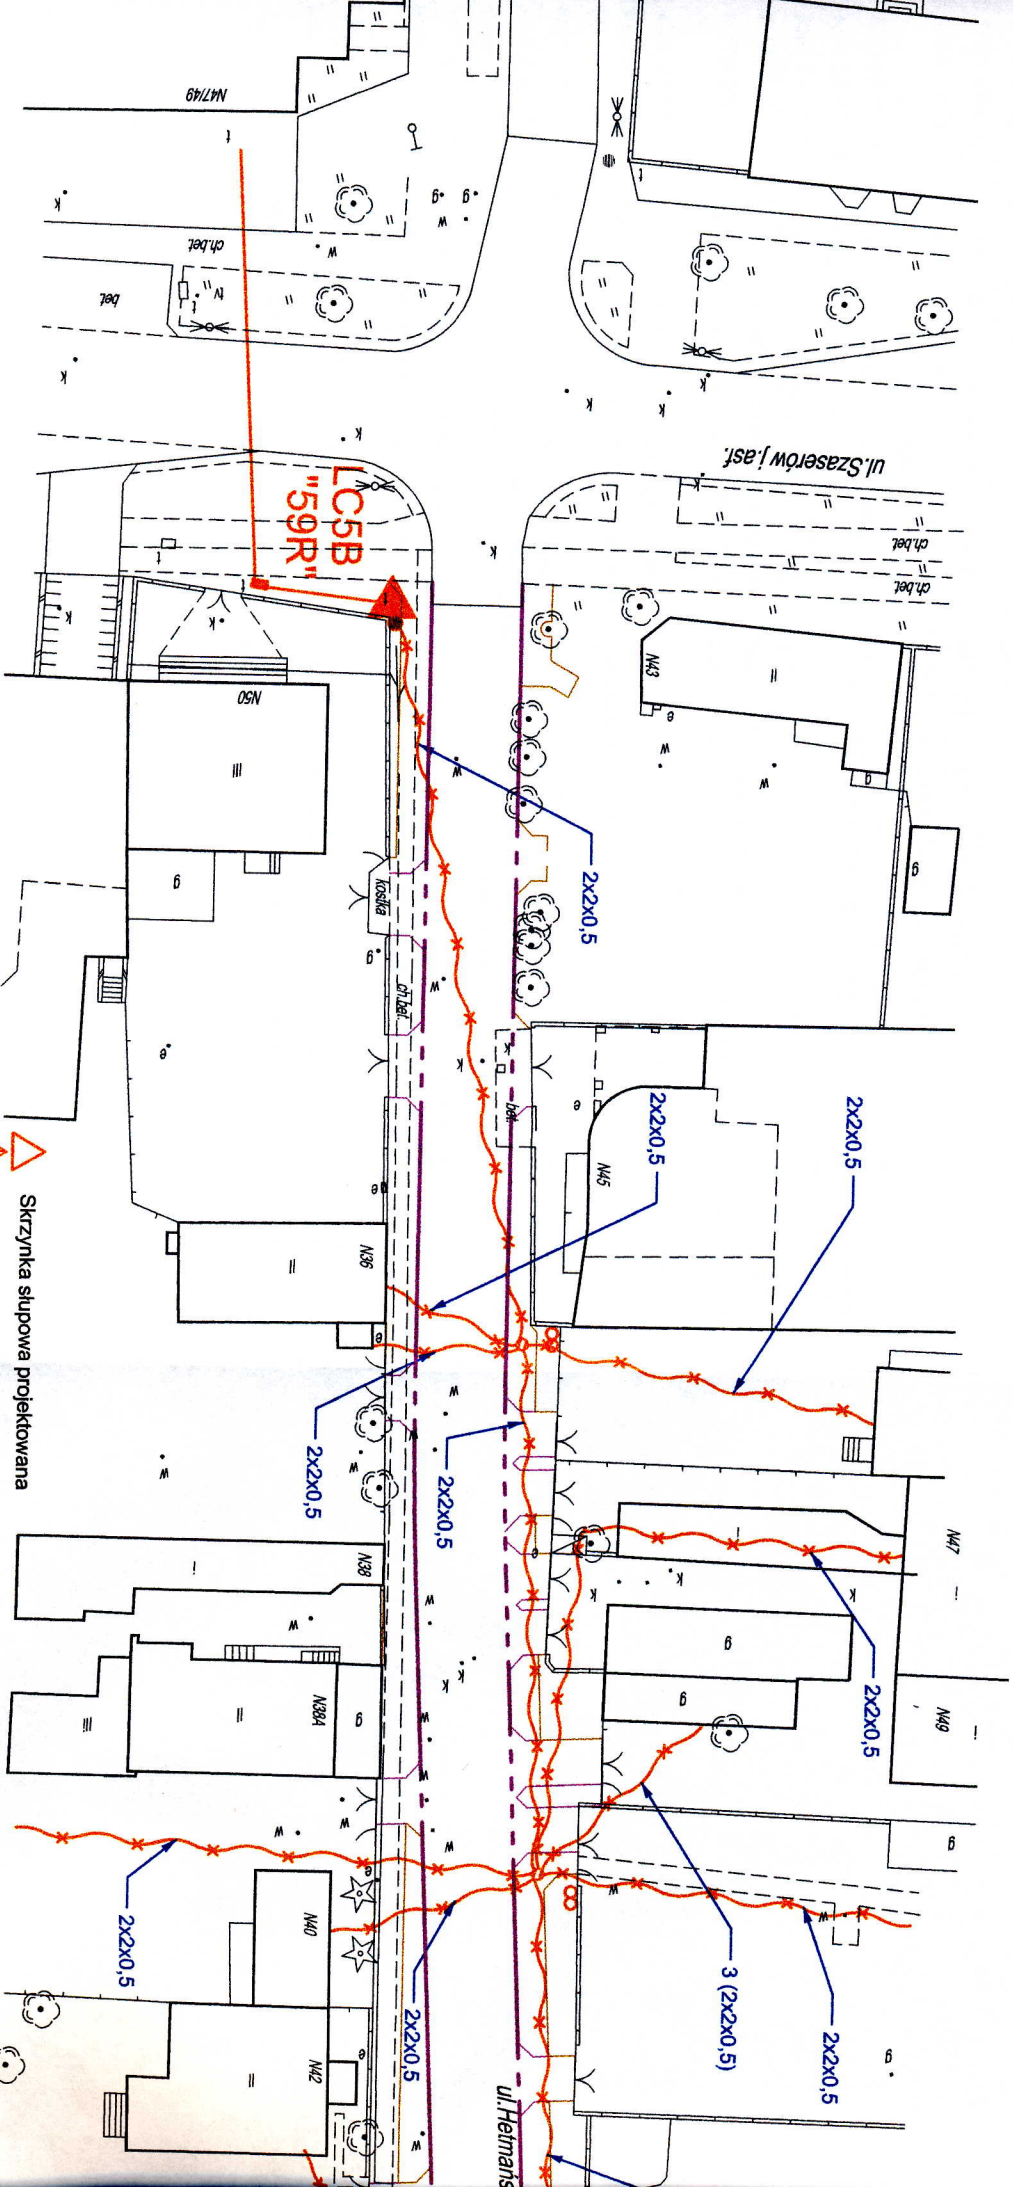 N47/49
t
k
ch.bet.
bet.
tv
t
w
g
g
w
t
k
k
k
k
k
ul.Szaserów j.asf.
ch.bet.
ch.bet.
LC5B
"59R"
k
k
k
t
N50
III
g
N43
II
e
w
w
g
g
w
2x2x0,5
kostka
g
ch.bet.
w
k
k
bet.
e
e
N45
2x2x0,5
2x2x0,5
N36
II
e
e
Skrzynka słupowa projektowana
2x2x0,5
2x2x0,5
w
w
w
w
N38
i
w
N38A
II
III
g
N47
i
k
k
e
g
g
N49
i
2x2x0,5
w
k
k
w
w
w
w
w
w
e
2x2x0,5
N40
2x2x0,5
3 (2x2x0,5)
2x2x0,5
w
w
g
g
N42
II
e
w
ul.Hetmańs